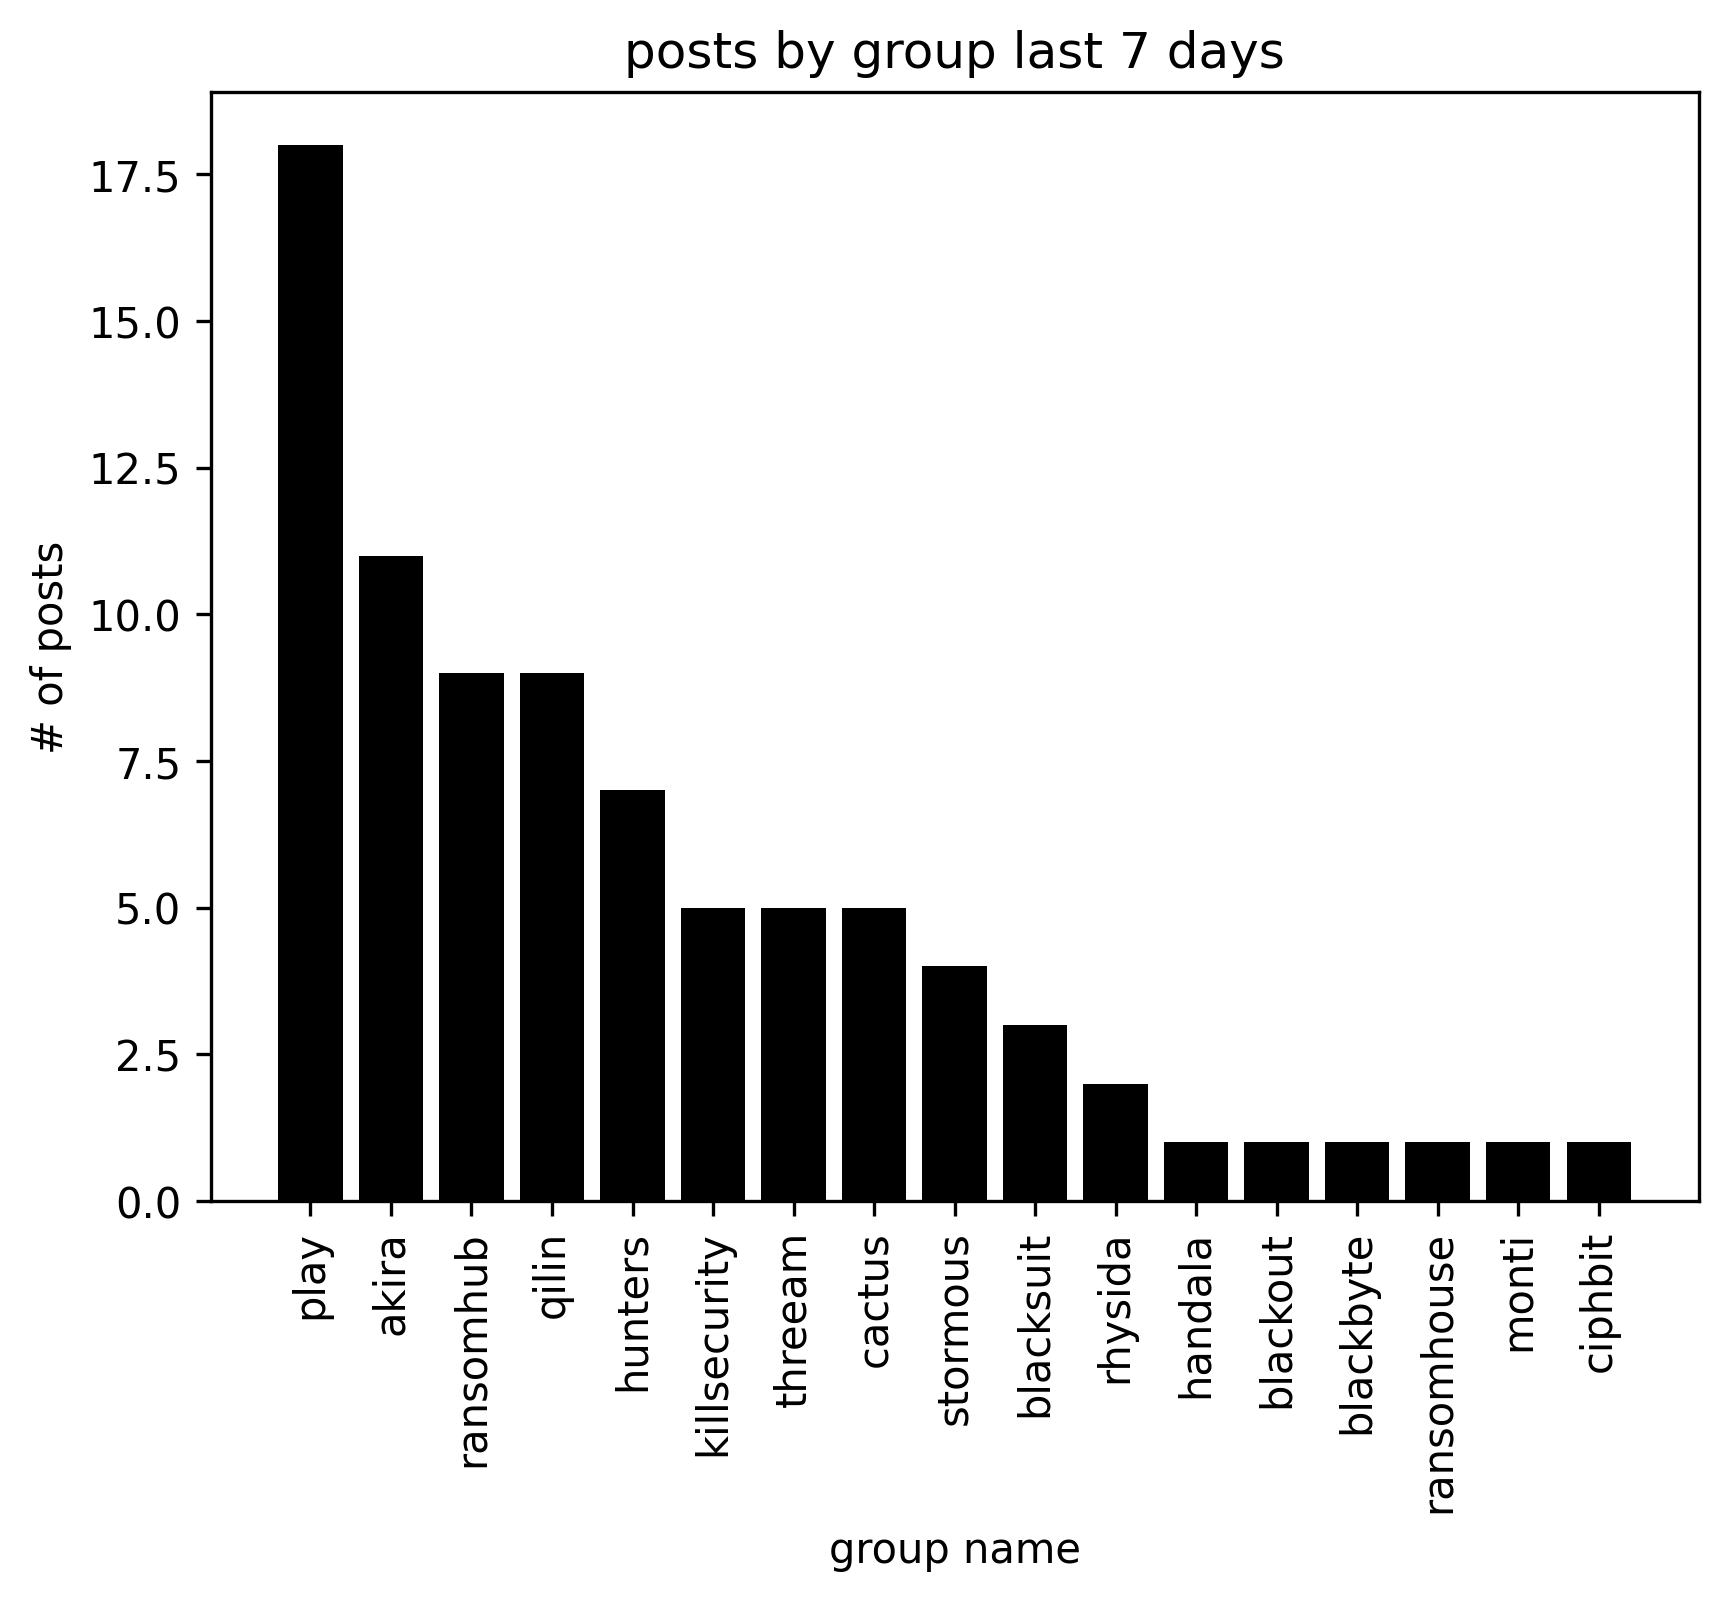 posts by group last 7 days
17.5
15.0
12.5
10.0
7.5
5.0
2.5
0.0
# of posts
play
akira
ransomhub
qilin
hunters
killsecurity
threeam
cactus
stormous
blacksuit
rhysida
handala
blackout
blackbyte
ransomhouse
monti
ciphbit
group name